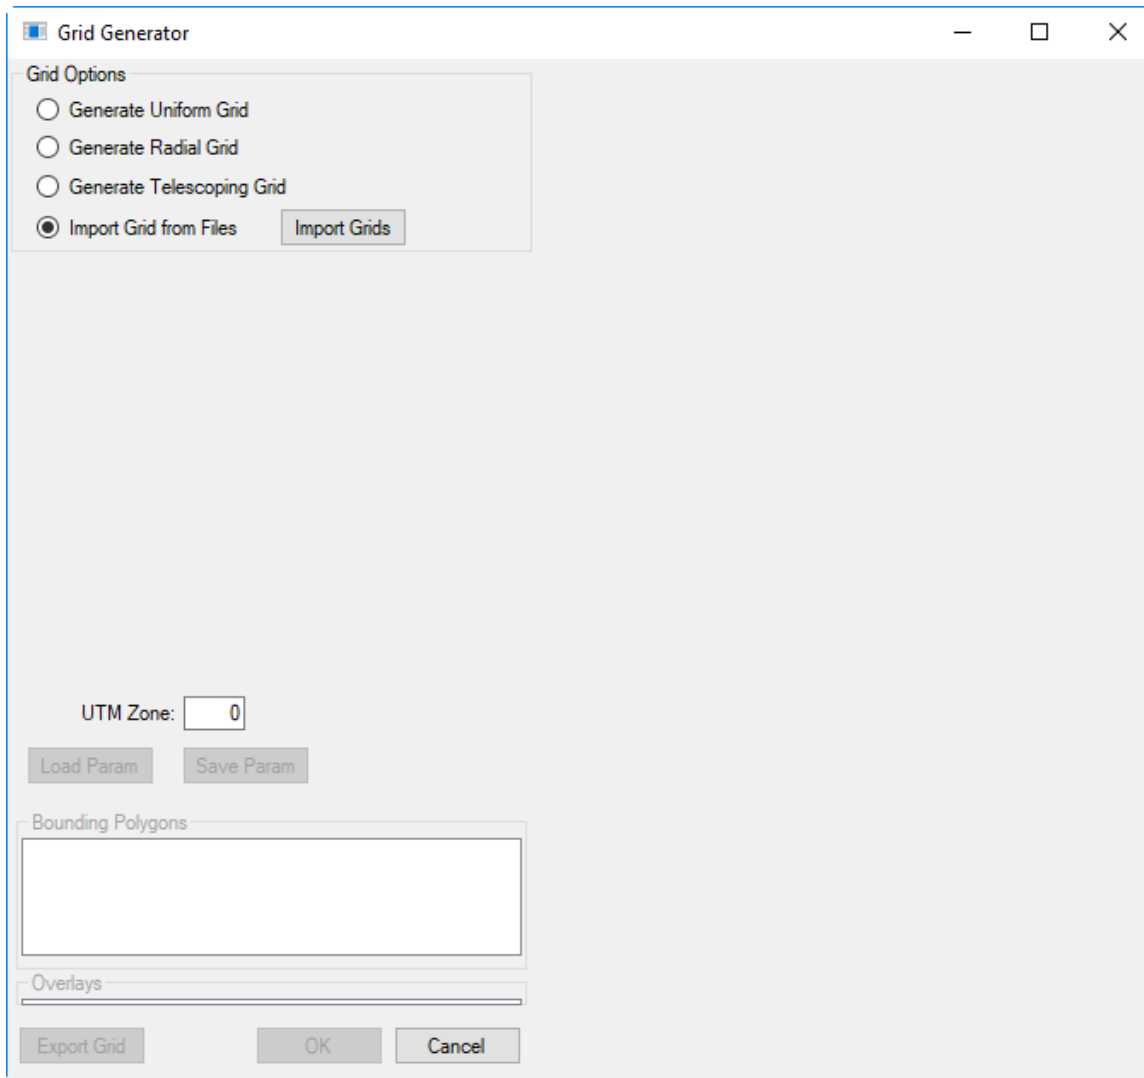 Grid Generator
Grid Options
Generate Uniform Grid
Generate Radial Grid
Generate Telescoping Grid
Import Grid from Files Import Grids
UTM Zone: 0
Load Param Save Param
Bounding Polygons
Overlays
Export Grid OK Cancel